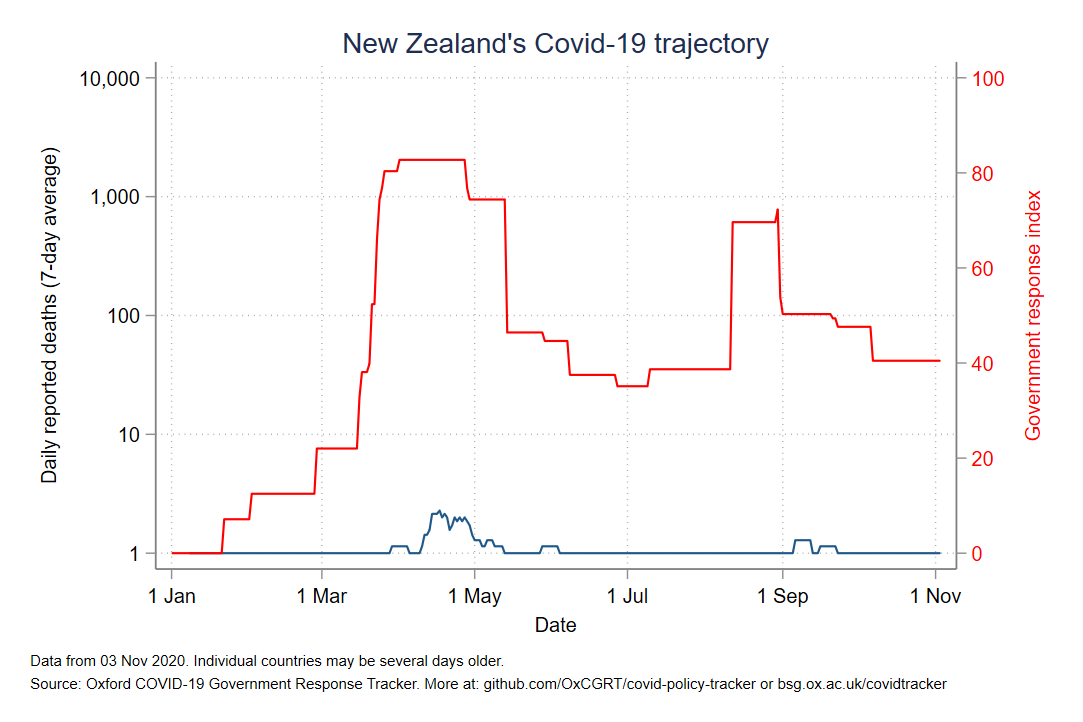 New Zealand's Covid-19 trajectory
10,000
1,000
100
10
1
Daily reported deaths (7-day average)
100
80
60
40
20
0
Government response index
1 Jan
1 Mar
1 May
1 Jul
1 Sep
1 Nov
Date
Data from 03 Nov 2020. Individual countries may be several days older.
Source: Oxford COVID-19 Government Response Tracker. More at: github.com/OxCGRT/covid-policy-tracker or bsg.ox.ac.uk/covidtracker